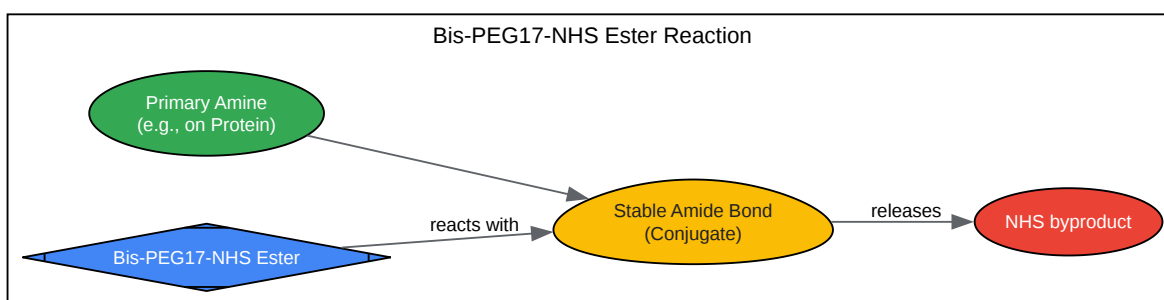 Bis-PEG17-NHS Ester Reaction
Primary Amine
(e.g., on Protein)
Bis-PEG17-NHS Ester
reacts with
Stable Amide Bond
(Conjugate)
releases
NHS byproduct